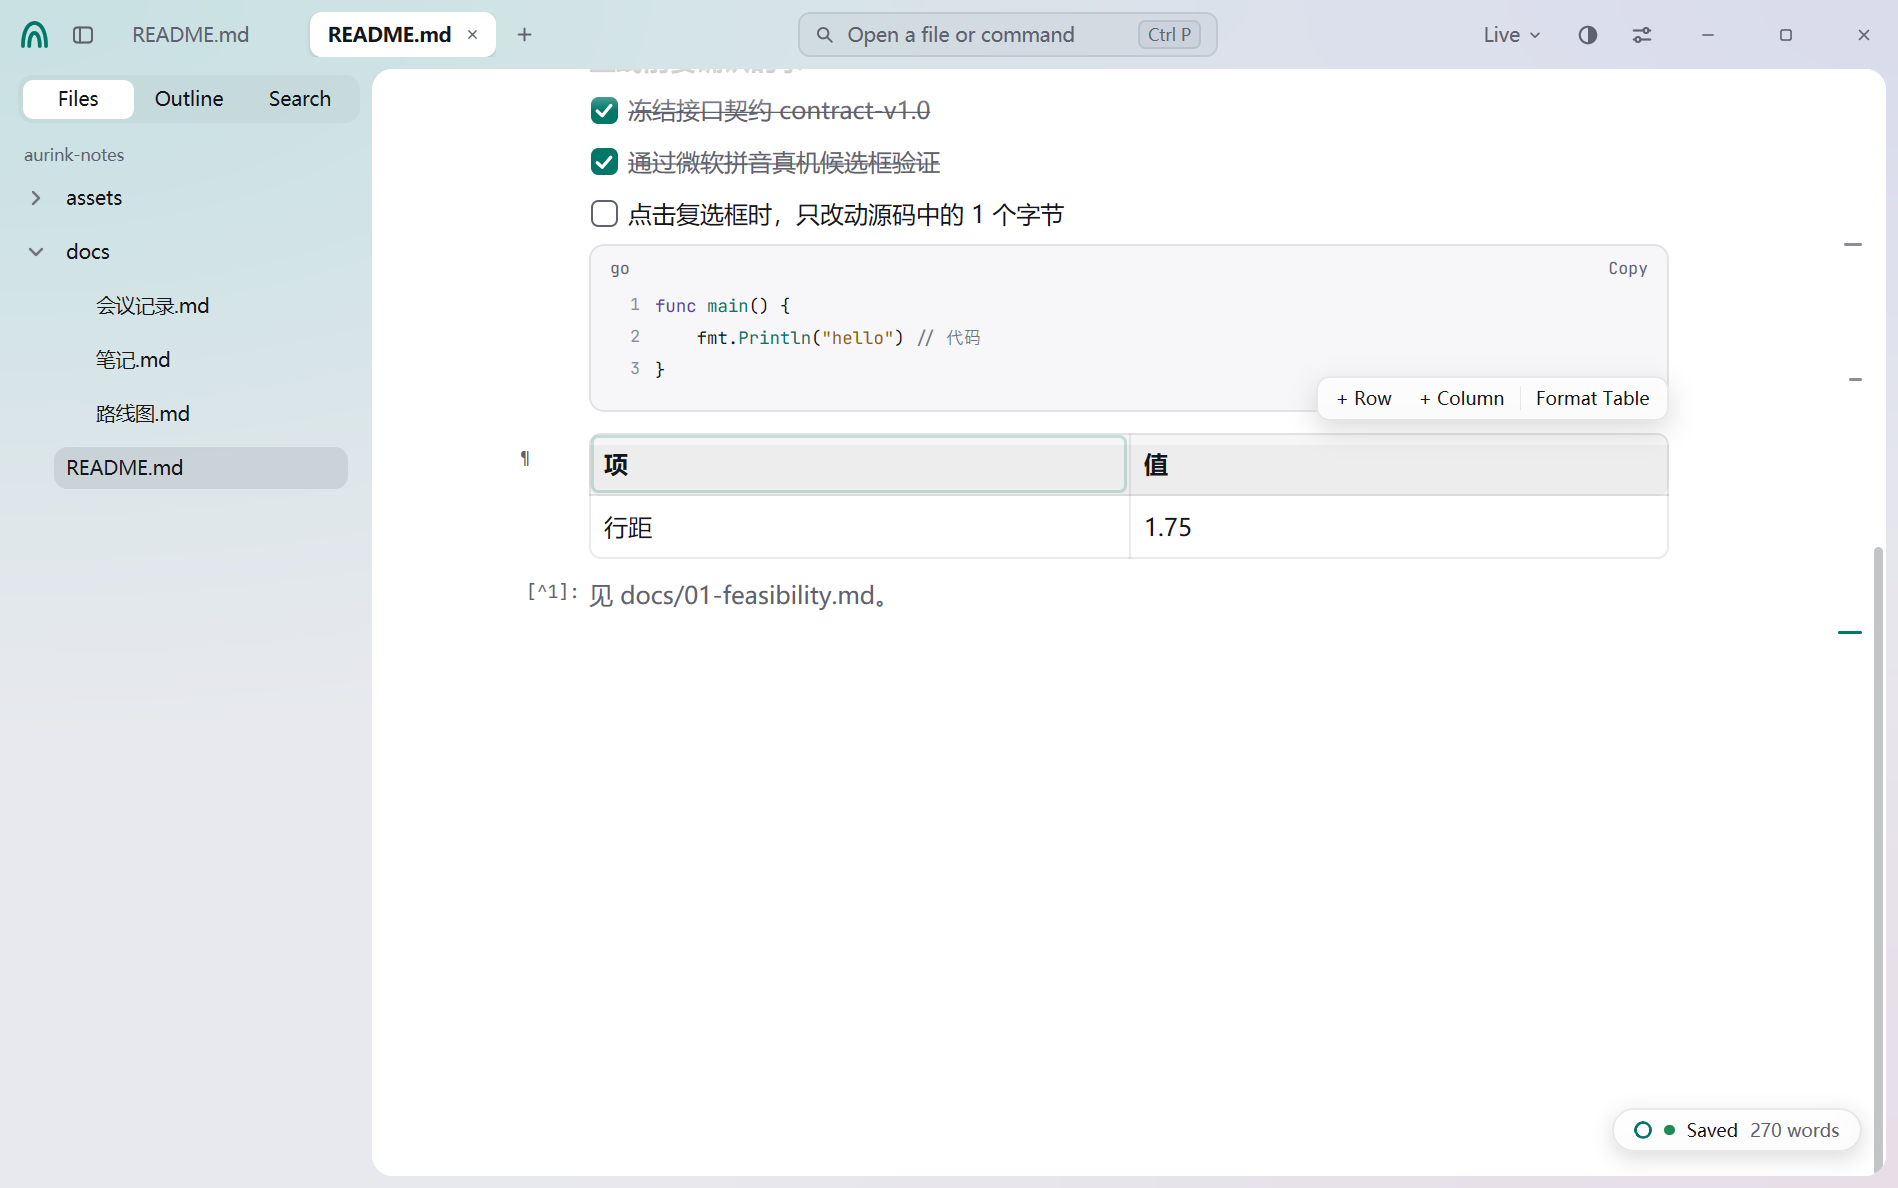 README.md
README.md
Open a file or command
Ctrl P
Live
Files
Outline
Search
aurink-notes
assets
docs
会议记录.md
笔记.md
路线图.md
README.md
冻结接口契约 contract-v1.0
通过微软拼音真机候选框验证
点击复选框时，只改动源码中的 1 个字节
go
Copy
1 func main() {
2 fmt.Println("hello") // 代码
3 }
+ Row
+ Column
Format Table
¶
项
值
行距
1.75
[^1]: 见 docs/01-feasibility.md。
Saved
270 words